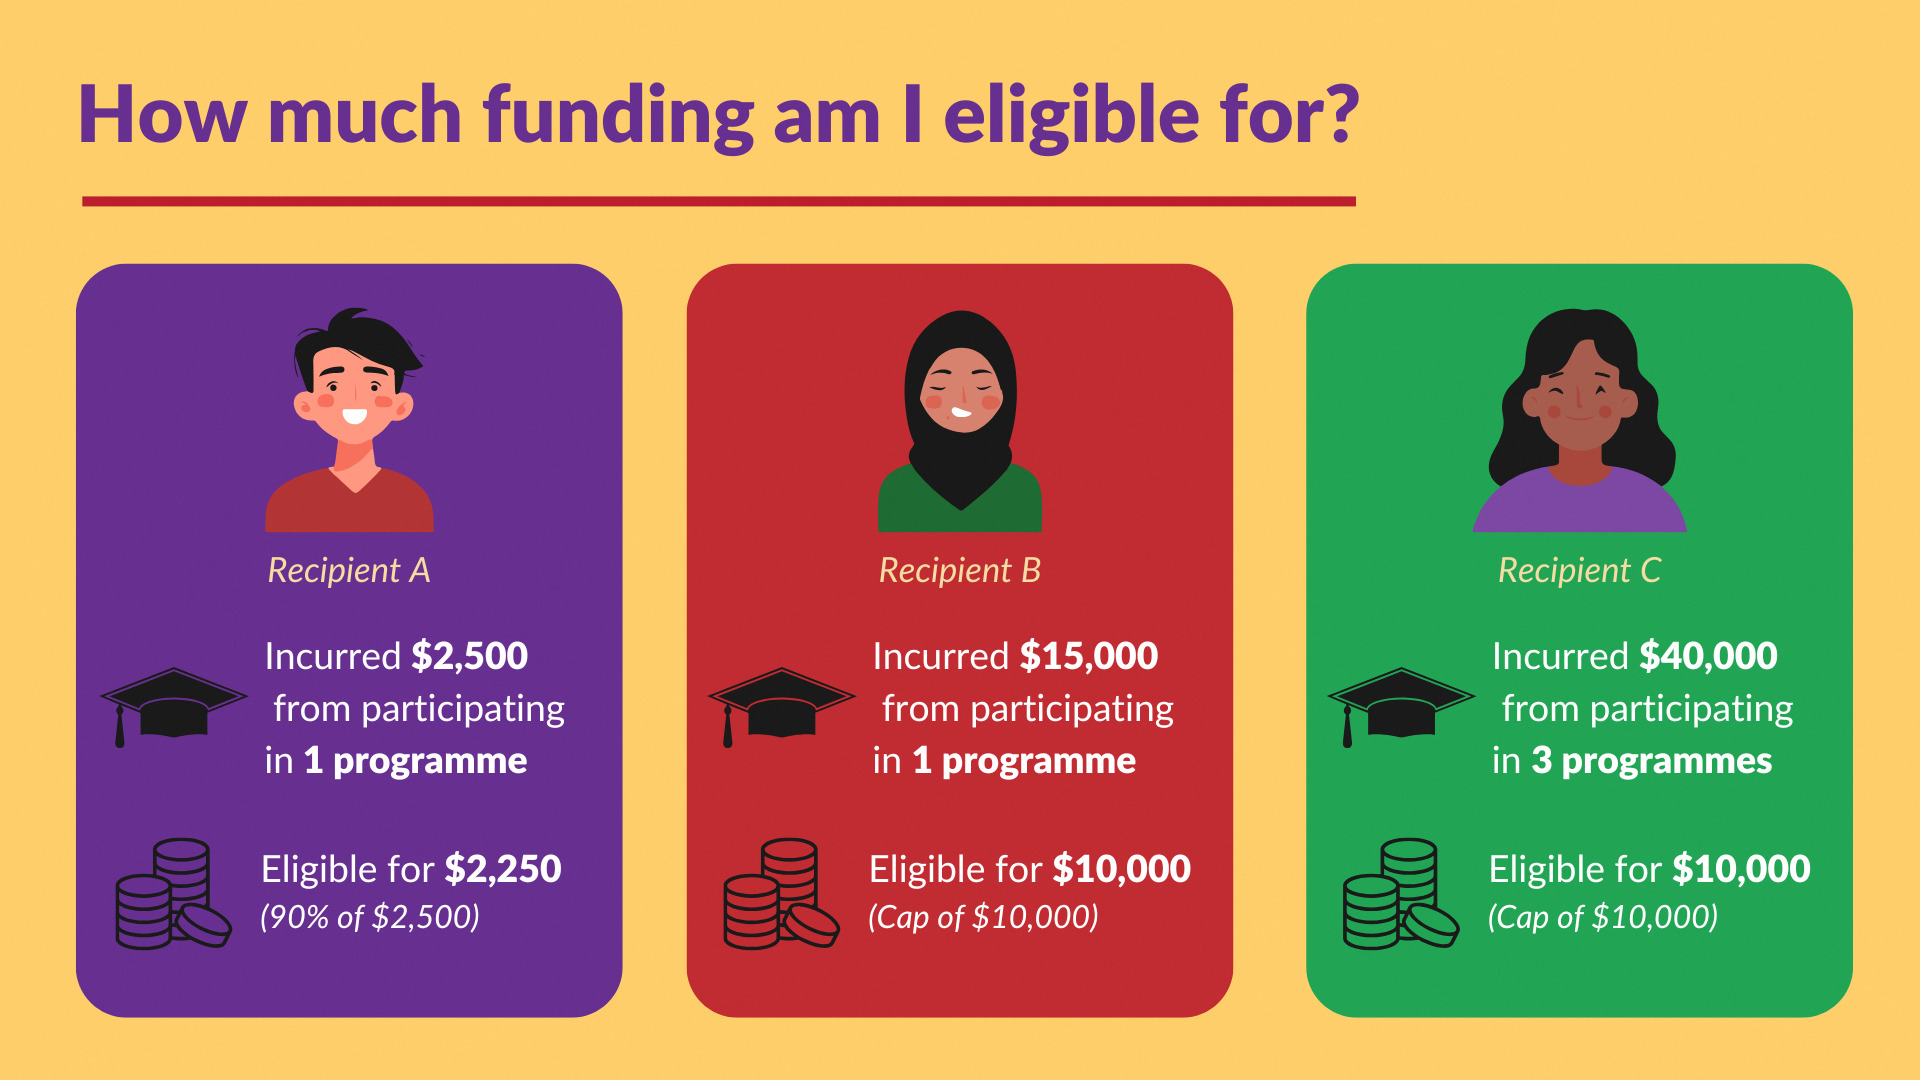 How much funding am I eligible for?
Recipient A
Incurred $2,500
from participating
in 1 programme
Eligible for $2,250
(90% of $2,500)
Recipient B
Incurred $15,000
from participating
in 1 programme
Eligible for $10,000
(Cap of $10,000)
Recipient C
Incurred $40,000
from participating
in 3 programmes
Eligible for $10,000
(Cap of $10,000)